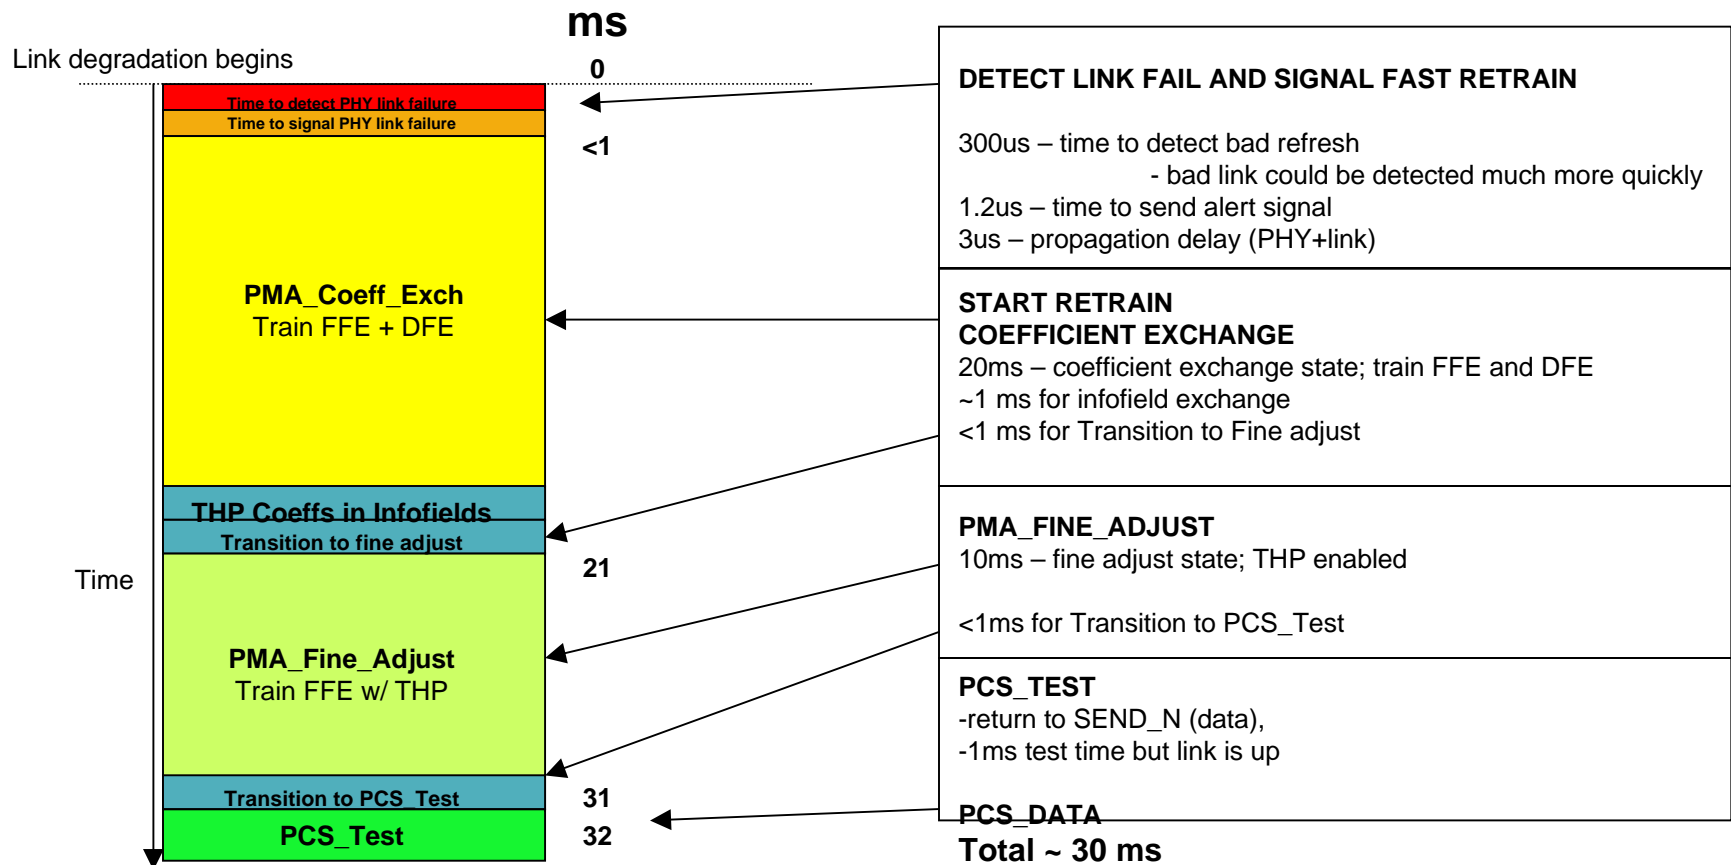 ms
Link degradation begins
0
Time to detect PHY link failure
Time to signal PHY link failure
<1
PMA_Coeff_Exch
Train FFE + DFE
THP Coeffs in Infofields
Transition to fine adjust
21
Time
PMA_Fine_Adjust
Train FFE w/ THP
Transition to PCS_Test
31
PCS_Test
32
DETECT LINK FAIL AND SIGNAL FAST RETRAIN
300us – time to detect bad refresh
- bad link could be detected much more quickly
1.2us – time to send alert signal
3us – propagation delay (PHY+link)
START RETRAIN
COEFFICIENT EXCHANGE
20ms – coefficient exchange state; train FFE and DFE
~1 ms for infofield exchange
<1 ms for Transition to Fine adjust
PMA_FINE_ADJUST
10ms – fine adjust state; THP enabled
<1ms for Transition to PCS_Test
PCS_TEST
-return to SEND_N (data),
-1ms test time but link is up
PCS_DATA
Total ~ 30 ms